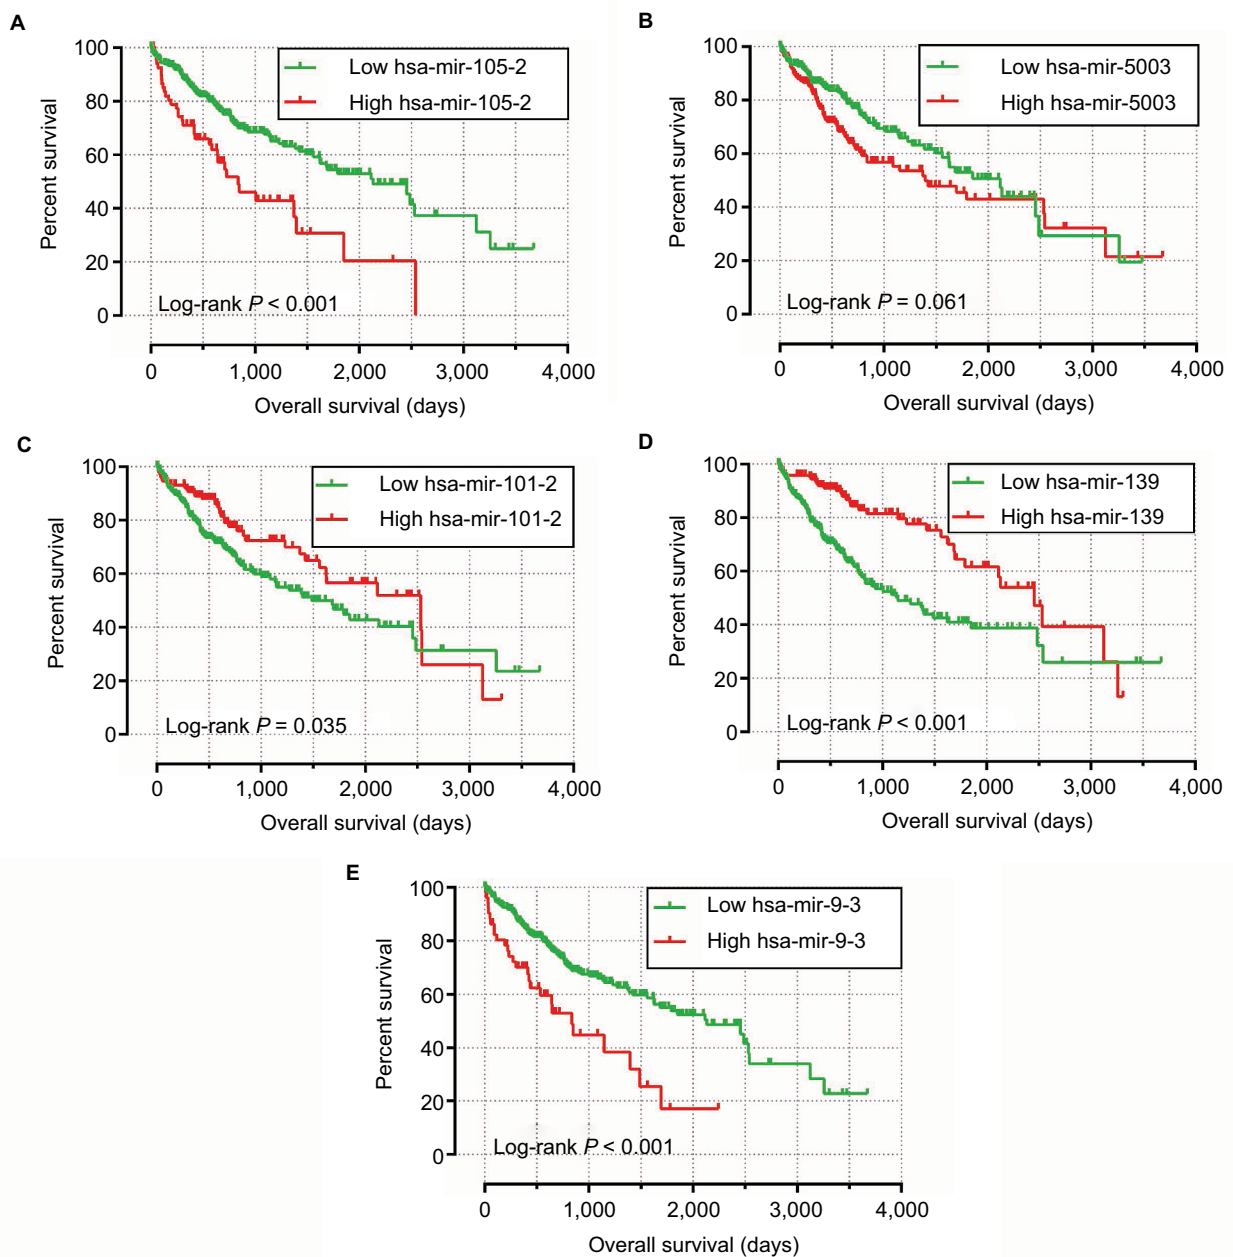 A
Percent survival
100
80
60
40
20
0
Low hsa-mir-105-2
High hsa-mir-105-2
Log-rank P < 0.001
0 1,000 2,000 3,000 4,000
Overall survival (days)
B
Percent survival
100
80
60
40
20
0
Low hsa-mir-5003
High hsa-mir-5003
Log-rank P = 0.061
0 1,000 2,000 3,000 4,000
Overall survival (days)
C
Percent survival
100
80
60
40
20
0
Low hsa-mir-101-2
High hsa-mir-101-2
Log-rank P = 0.035
0 1,000 2,000 3,000 4,000
Overall survival (days)
D
Percent survival
100
80
60
40
20
0
Low hsa-mir-139
High hsa-mir-139
Log-rank P < 0.001
0 1,000 2,000 3,000 4,000
Overall survival (days)
E
Percent survival
100
80
60
40
20
0
Low hsa-mir-9-3
High hsa-mir-9-3
Log-rank P < 0.001
0 1,000 2,000 3,000 4,000
Overall survival (days)